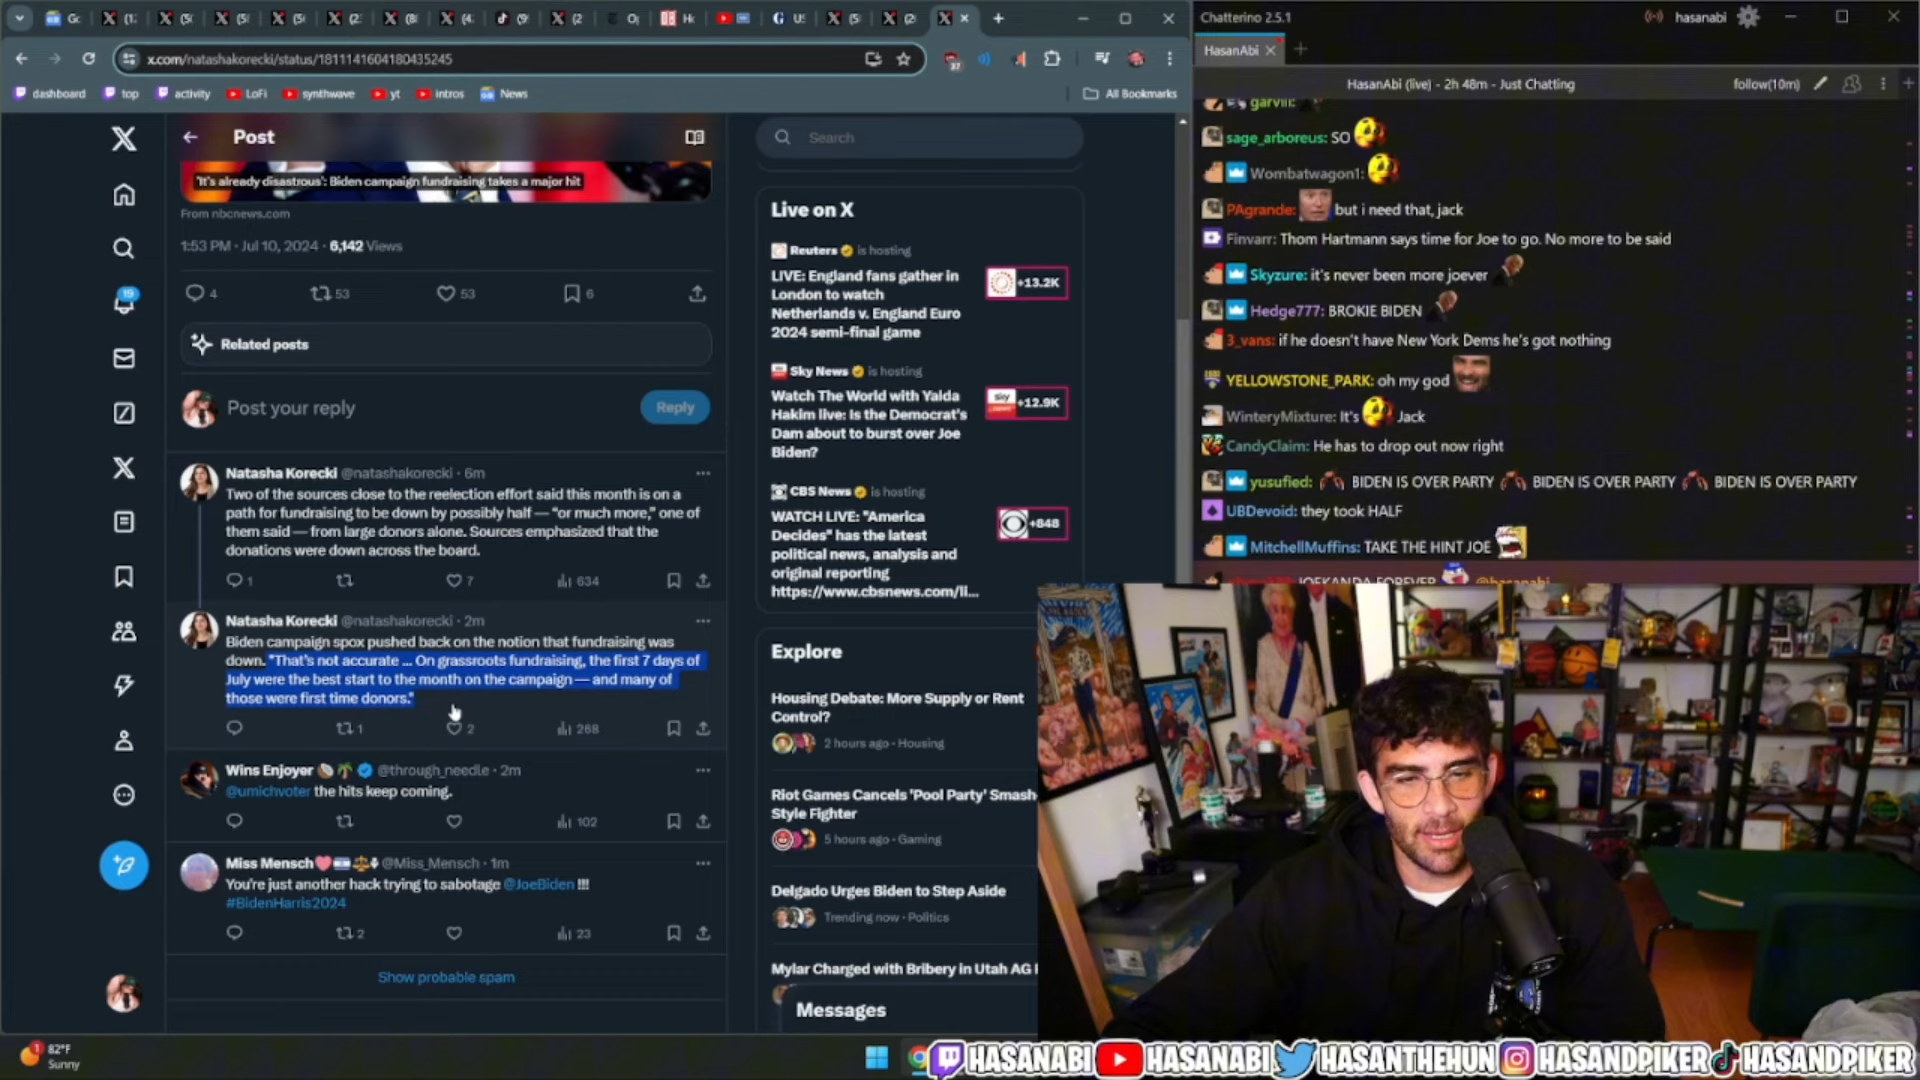 x.com/natashakorecki/status/1811141604180435245
37
dashboard
top
activity
LoFi
synthwave
yt
intros
News
All Bookmarks
Post
'It's already disastrous': Biden campaign fundraising takes a major hit
From nbcnews.com
1:53 PM · Jul 10, 2024 · 6,142 Views
4
53
53
6
Related posts
Post your reply
Reply
19
Natasha Korecki @natashakorecki · 6m
Two of the sources close to the reelection effort said this month is on a
path for fundraising to be down by possibly half — "or much more," one of
them said — from large donors alone. Sources emphasized that the
donations were down across the board.
1
7
634
Natasha Korecki @natashakorecki · 2m
Biden campaign spox pushed back on the notion that fundraising was
down. "That's not accurate ... On grassroots fundraising, the first 7 days of
July were the best start to the month on the campaign — and many of
those were first time donors."
1
2
268
Wins Enjoyer @through_needle · 2m
@umichvoter the hits keep coming.
102
Miss Mensch @Miss_Mensch · 1m
You're just another hack trying to sabotage @JoeBiden !!!
#BidenHarris2024
2
23
Show probable spam
Search
Live on X
Reuters is hosting
LIVE: England fans gather in
London to watch
Netherlands v. England Euro
2024 semi-final game
+13.2K
Sky News is hosting
Watch The World with Yalda
Hakim live: Is the Democrat's
Dam about to burst over Joe
Biden?
sky
+12.9K
CBS News is hosting
WATCH LIVE: "America
Decides" has the latest
political news, analysis and
original reporting
https://www.cbsnews.com/li...
+848
Explore
Housing Debate: More Supply or Rent
Control?
2 hours ago · Housing
Riot Games Cancels 'Pool Party' Smash-
Style Fighter
5 hours ago · Gaming
Delgado Urges Biden to Step Aside
Trending now · Politics
Mylar Charged with Bribery in Utah AG
Messages
Chatterino 2.5.1
hasanabi
HasanAbi
HasanAbi (live) - 2h 48m - Just Chatting
follow(10m)
garviii:
sage_arboreus: SO
Wombatwagon1:
PAgrande: but i need that, jack
Finvarr: Thom Hartmann says time for Joe to go. No more to be said
Skyzure: it's never been more joever
Hedge777: BROKIE BIDEN
3_vans: if he doesn't have New York Dems he's got nothing
YELLOWSTONE_PARK: oh my god
WinteryMixture: It's Jack
CandyClaim: He has to drop out now right
yusufied: BIDEN IS OVER PARTY BIDEN IS OVER PARTY BIDEN IS OVER PARTY
UBDevoid: they took HALF
MitchellMuffins: TAKE THE HINT JOE
JOEKANDA FOREVER @hasanabi
1
82°F
Sunny
HASANABI HASANABI HASANTHEHUN HASANDPIKER HASANDPIKER